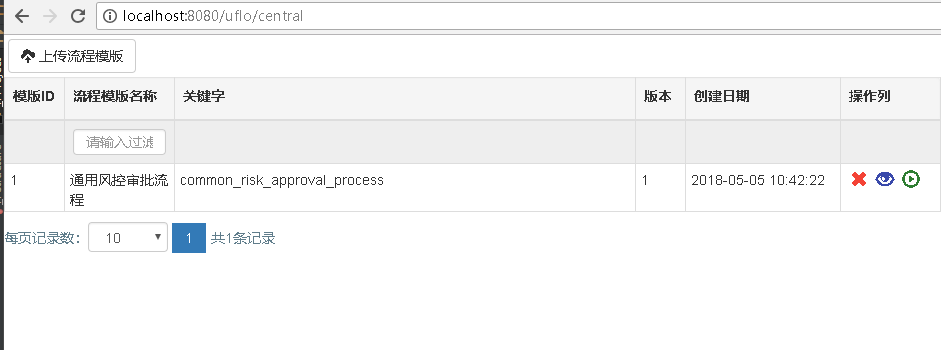 localhost:8080/uflo/central
上传流程模版
模版ID 流程模版名称 关键字 版本 创建日期 操作列
请输入过滤
1 通用风控审批流程 common_risk_approval_process 1 2018-05-05 10:42:22
每页记录数: 10 1 共1条记录